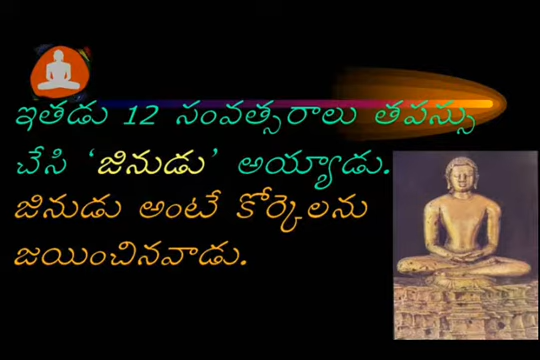 ఇతడు 12 సంవత్సరాలు తపస్సు
చేసి ‘జినుడు’ అయ్యాడు.
జినుడు అంటే కోర్కెలను
జయించినవాడు.